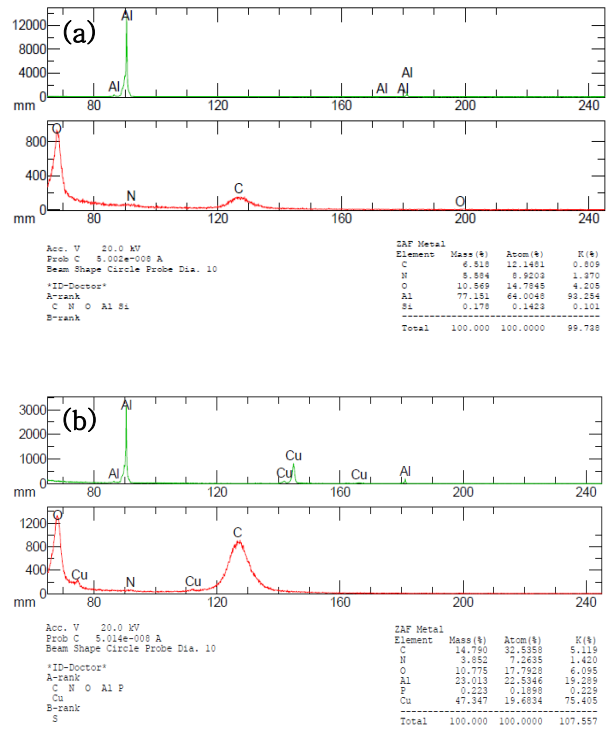 (a)
12000
8000
4000
0
Al
Al
Al
Al
Al
mm 80 120 160 200 240
800
400
0
O
N
C
O
mm 80 120 160 200 240
Acc. V 20.0 kV
Prob C 5.002e-008 A
Beam Shape Circle Probe Dia. 10
*ID-Doctor*
A-rank
C N O Al Si
B-rank
ZAF Metal
Element Mass(%) Atom(%) K(%)
C 6.518 12.1481 0.809
N 5.584 8.9203 1.370
O 10.569 14.7845 4.205
Al 77.151 64.0048 93.254
Si 0.178 0.1423 0.101
Total 100.000 100.0000 99.738
(b)
3000
2000
1000
0
Al
Al
Cu
Cu
Cu
Al
mm 80 120 160 200 240
1200
800
400
0
O
Cu
N
Cu
C
mm 80 120 160 200 240
Acc. V 20.0 kV
Prob C 5.014e-008 A
Beam Shape Circle Probe Dia. 10
*ID-Doctor*
A-rank
C N O Al P
Cu
B-rank
S
ZAF Metal
Element Mass(%) Atom(%) K(%)
C 14.790 32.5358 5.119
N 3.852 7.2635 1.420
O 10.775 17.7928 6.095
Al 23.013 22.5346 19.289
P 0.223 0.1898 0.229
Cu 47.347 19.6834 75.405
Total 100.000 100.0000 107.557